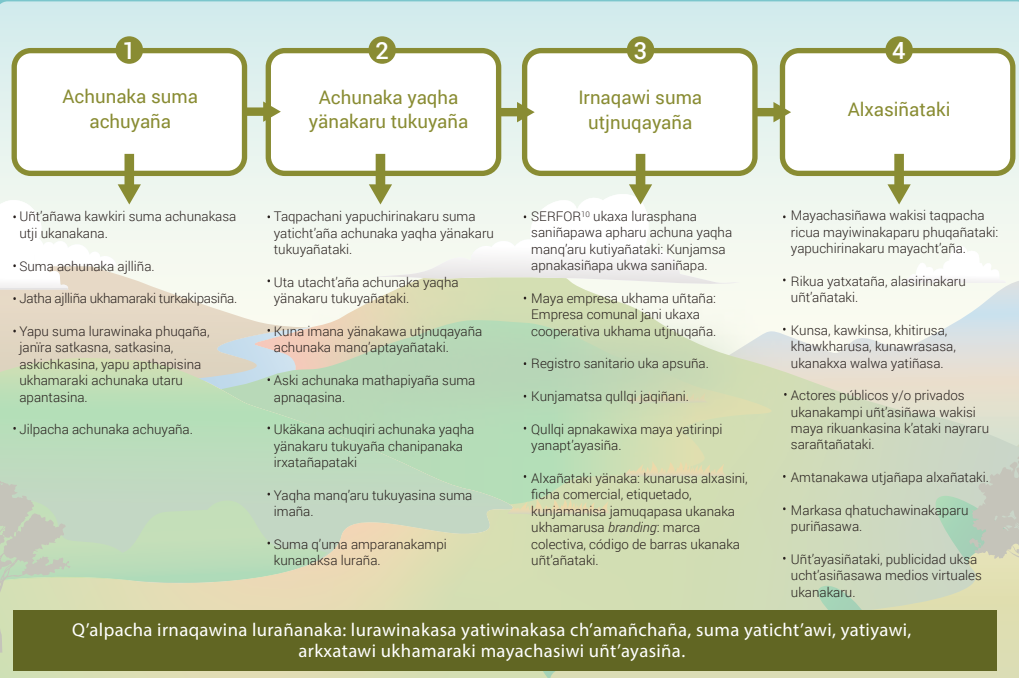 1
Achunaka suma
achuyaña
2
Achunaka yaqha
yänakaru tukuyaña
3
Irnaqawi suma
utjnuqayaña
4
Alxasiñataki
• Uñt'añawa kawkiri suma achunakasa
utji ukanakana.
• Suma achunaka ajlliña.
• Jatha ajlliña ukhamaraki turkakipasiña.
• Yapu suma lurawinaka phuqaña,
janïra satkasna, satkasina,
askichkasina, yapu apthapisina
ukhamaraki achunaka utaru
apantasina.
• Jilpacha achunaka achuyaña.
• Taqpachani yapuchirinakaru suma
yaticht'aña achunaka yaqha yänakaru
tukuyañataki.
• Uta utacht'aña achunaka yaqha
yänakaru tukuyañataki.
• Kuna imana yänakawa utjnuqayaña
achunaka manq'aptayañataki.
• Aski achunaka mathapiyaña suma
apnaqasina.
• Ukäkana achuqiri achunaka yaqha
yänakaru tukuyaña chanipanaka
irxatañapataki
• Yaqha manq'aru tukuyasina suma
imaña.
• Suma q'uma amparanakampi
kunanaksa luraña.
• SERFOR10 ukaxa lurasphana
saniñapawa apharu achuna yaqha
manq'aru kutiyañataki: Kunjamsa
apnakasiñapa ukwa saniñapa.
• Maya empresa ukhama uñtaña:
Empresa comunal jani ukaxa
cooperativa ukhama utjnuqaña.
• Registro sanitario uka apsuña.
• Kunjamatsa qullqi jaqiñani.
• Qullqi apnakawixa maya yatirinpi
yanapt'ayasiña.
• Alxañataki yänaka: kunarusa alxasini,
ficha comercial, etiquetado,
kunjamanisa jamuqapasa ukanaka
ukhamarusa branding: marca
colectiva, código de barras ukanaka
uñt'añataki.
• Mayachasiñawa wakisi taqpacha
ricua mayiwinakaparu phuqañataki:
yapuchirinakaru mayacht'aña.
• Rikua yatxataña, alasirinakaru
uñt'añataki.
• Kunsa, kawkinsa, khitirusa,
khawkharusa, kunawrasasa,
ukanakxa walwa yatiñasa.
• Actores públicos y/o privados
ukanakampi uñt'asiñawa wakisi
maya rikuankasina k'ataki nayraru
sarañtañataki.
• Amtanakawa utjañapa alxañataki.
• Markasa qhatuchawinakaparu
puriñasawa.
• Uñt'ayasiñataki, publicidad uksa
ucht'asiñasawa medios virtuales
ukanakaru.
Q'alpacha irnaqawina lurañanaka: lurawinakasa yatiwinakasa ch'amañchaña, suma yaticht'awi, yatiyawi,
arkxatawi ukhamaraki mayachasiwi uñt'ayasiña.